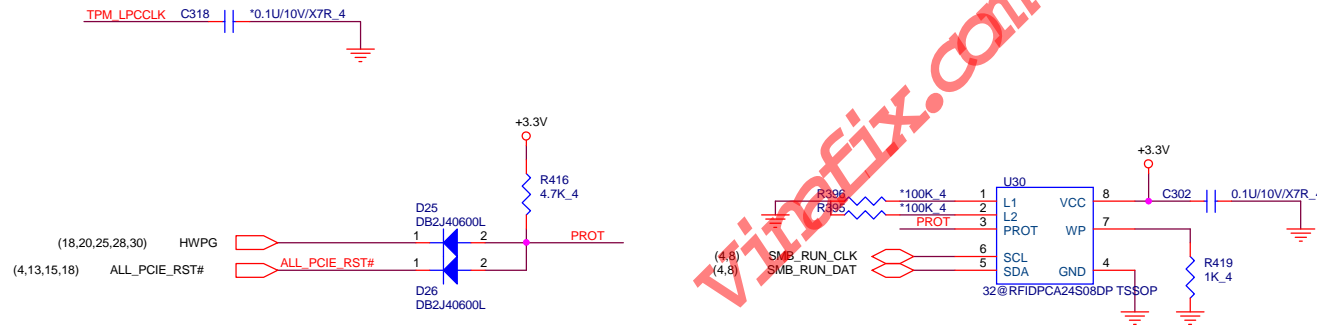 TPM_LPCCLK C318 *0.1U/10V/X7R_4
+3.3V
R416
4.7K_4
D25
DB2J40600L
(18,20,25,28,30) HWPG 1 2 PROT
(4,13,15,18) ALL_PCIE_RST# ALL_PCIE_RST# 1 2
D26
DB2J40600L
vinafix.com
+3.3V
U30
C302 0.1U/10V/X7R_4
R396 *100K_4 1 L1 VCC 8
R395 *100K_4 2 L2
PROT 3 PROT WP 7
(4,8) SMB_RUN_CLK 6 SCL
(4,8) SMB_RUN_DAT 5 SDA GND 4
R419
1K_4
32@RFIDPCA24S08DP TSSOP